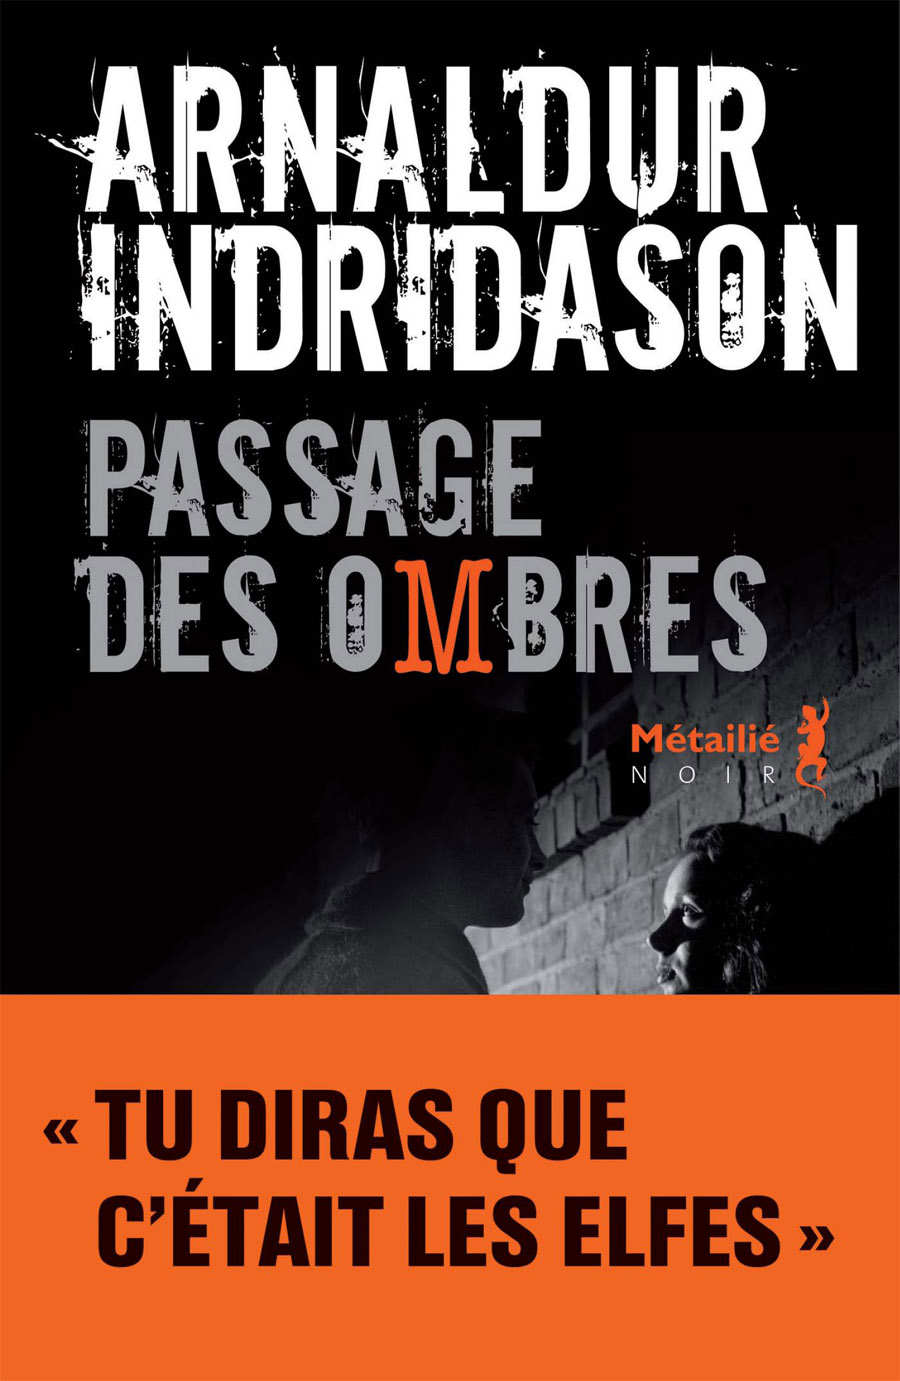 ARNALDUR
INDRIDASON
PASSAGE
DES OMBRES
Métailié
NOIR
« TU DIRAS QUE
C'ÉTAIT LES ELFES »